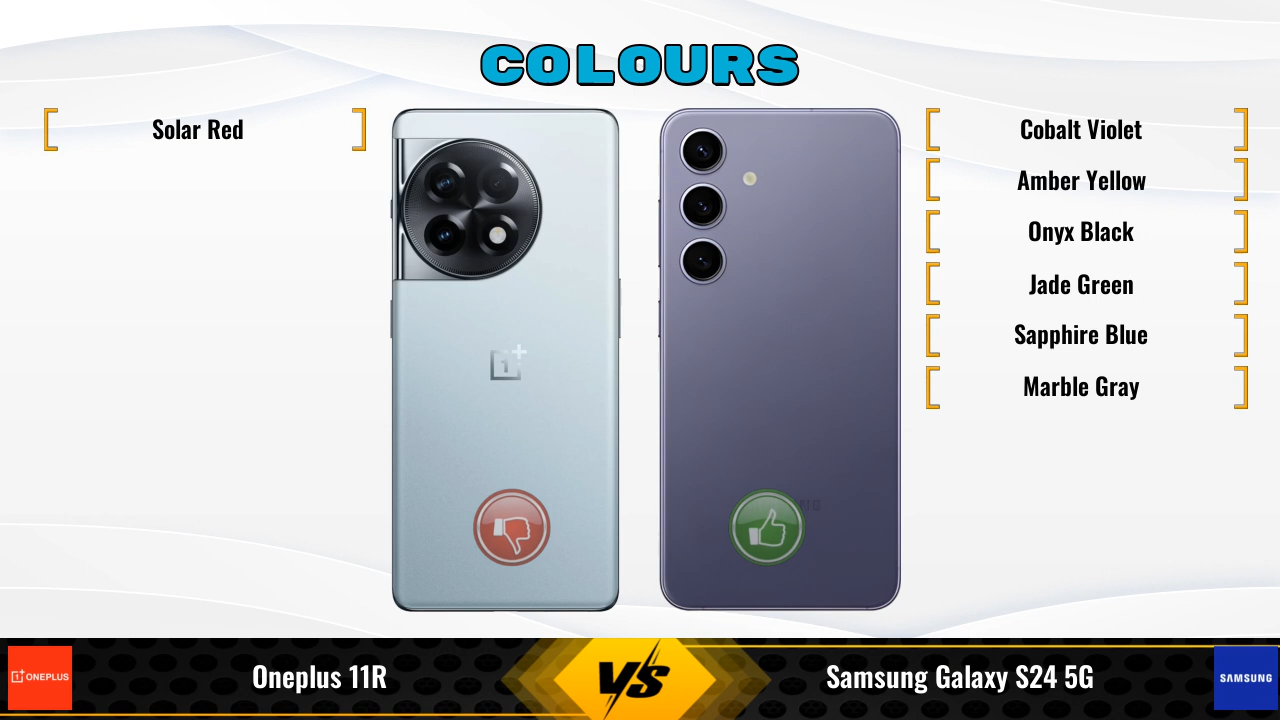 COLOURS
Solar Red
Cobalt Violet
Amber Yellow
Onyx Black
Jade Green
Sapphire Blue
Marble Gray
1+ ONEPLUS
Oneplus 11R
VS
Samsung Galaxy S24 5G
SAMSUNG